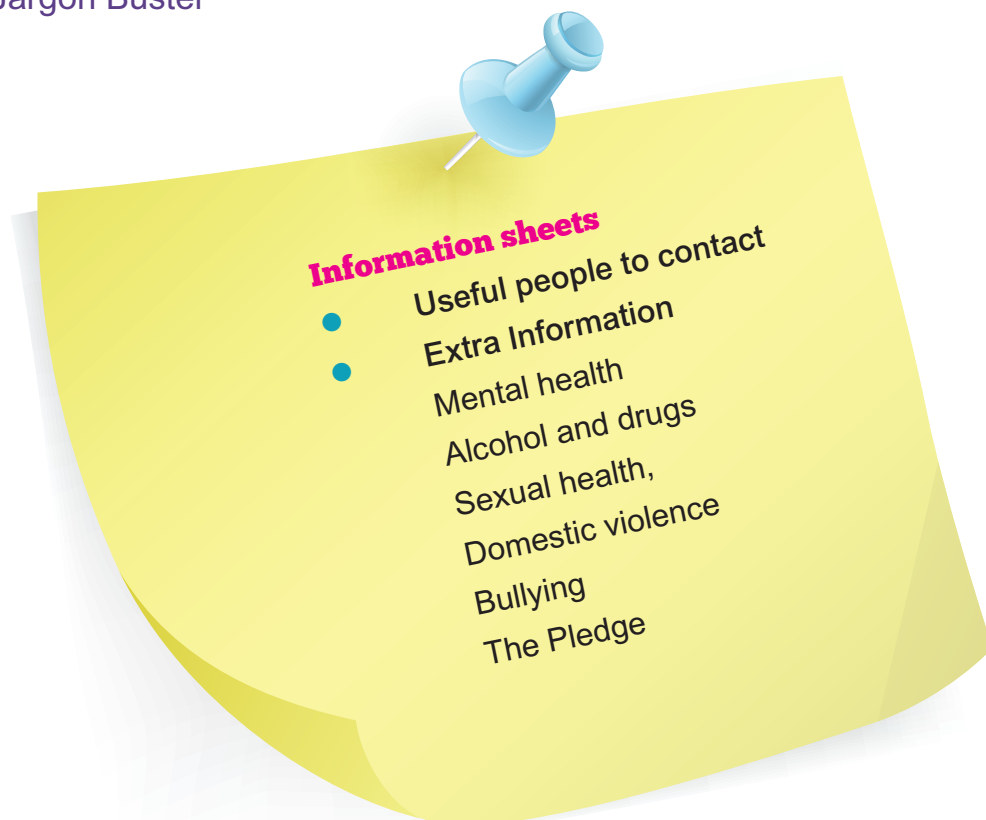 Jargon Buster
Information sheets
• Useful people to contact
• Extra Information
Mental health
Alcohol and drugs
Sexual health,
Domestic violence
Bullying
The Pledge